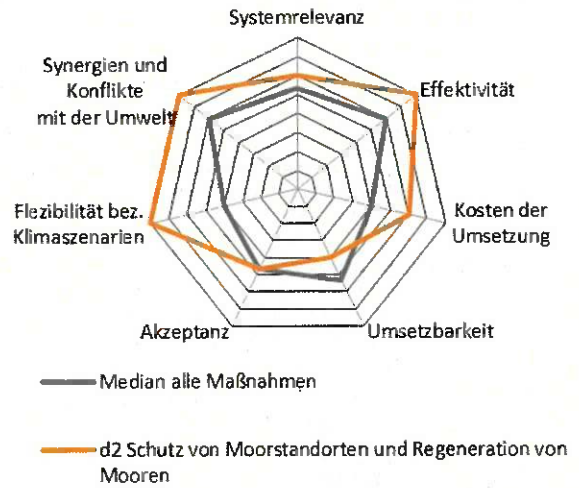 Systemrelevanz
Synergien und
Konflikte
mit der Umwelt
Effektivität
Flezibilität bez.
Klimaszenarien
Kosten der
Umsetzung
Akzeptanz
Umsetzbarkeit
Median alle Maßnahmen
d2 Schutz von Moorstandorten und Regeneration von
Mooren